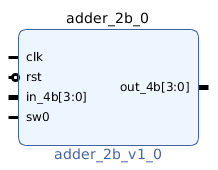 adder_2b_0
clk
rst
in_4b[3:0]
out_4b[3:0]
sw0
adder_2b_v1_0